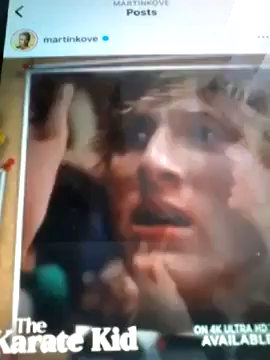 MARTINKOVE
Posts
martinkove
The
Karate Kid
ON 4K ULTRA HD
AVAILABLE